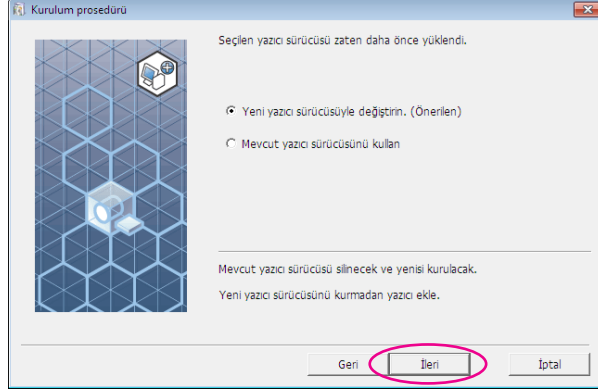 Kurulum prosedürü
Seçilen yazıcı sürücüsü zaten daha önce yüklendi.
Yeni yazıcı sürücüsüyle değiştirin. (Önerilen)
Mevcut yazıcı sürücüsünü kullan
Mevcut yazıcı sürücüsü silinecek ve yenisi kurulacak.
Yeni yazıcı sürücüsünü kurmadan yazıcı ekle.
Geri İleri İptal